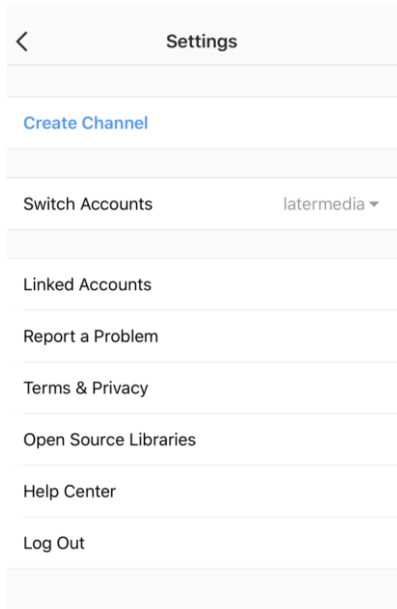 Settings
Create Channel
Switch Accounts latermedia
Linked Accounts
Report a Problem
Terms & Privacy
Open Source Libraries
Help Center
Log Out